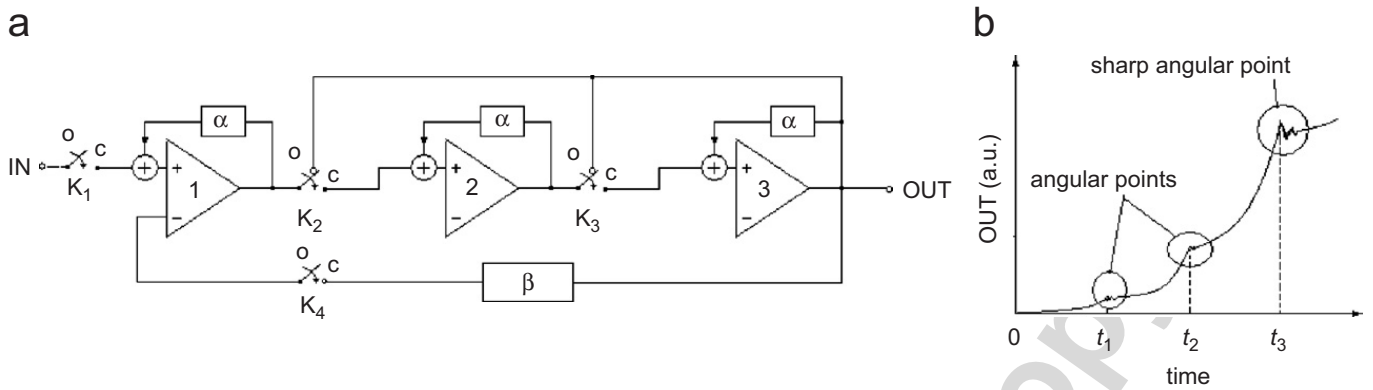 a
α
α
α
IN
o
c
K1
+
+
−
1
o
c
K2
+
+
−
2
o
c
K3
+
+
−
3
OUT
o
c
K4
β
b
OUT (a.u.)
sharp angular point
angular points
0
t1
t2
t3
time